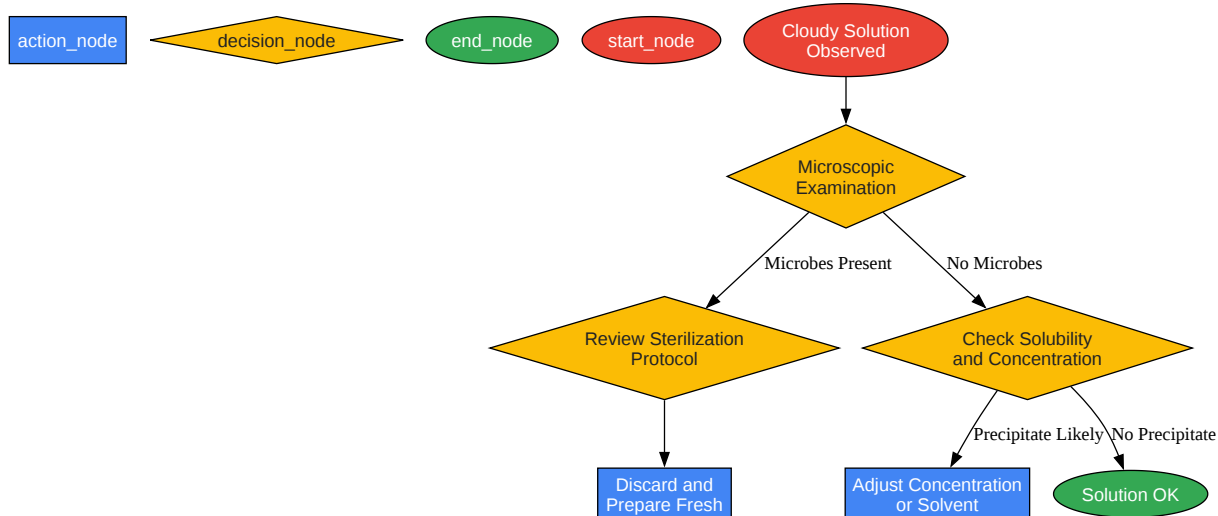 action_node
decision_node
end_node
start_node
Cloudy Solution
Observed
Microscopic
Examination
Microbes Present
No Microbes
Review Sterilization
Protocol
Check Solubility
and Concentration
Precipitate Likely
No Precipitate
Discard and
Prepare Fresh
Adjust Concentration
or Solvent
Solution OK